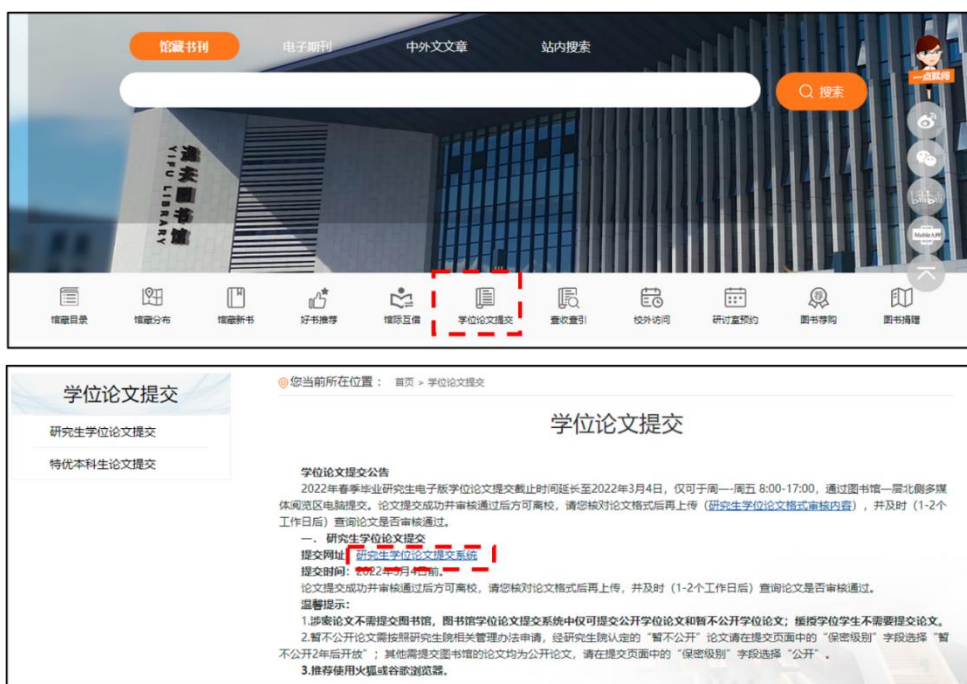 馆藏书刊
电子期刊
中外文文章
站内搜索
搜索
一点就问
逸夫图书馆
YIFU LIBRARY
bilibili
Mobile APP
馆藏目录
馆藏分布
馆藏新书
好书推荐
馆际互借
学位论文提交
查收查引
校外访问
研讨室预约
图书荐购
图书捐赠
学位论文提交
研究生学位论文提交
特优本科生论文提交
您当前所在位置： 首页 > 学位论文提交
学位论文提交
学位论文提交公告
2022年春季毕业研究生电子版学位论文提交截止时间延长至2022年3月4日，仅可于周一--周五 8:00-17:00，通过图书馆一层北侧多媒
体阅览区电脑提交。论文提交成功并审核通过后方可离校，请您核对论文格式后再上传（研究生学位论文格式审核内容），并及时（1-2个
工作日后）查询论文是否审核通过。
一． 研究生学位论文提交
提交网址: 研究生学位论文提交系统
提交时间：2022年3月4日前。
论文提交成功并审核通过后方可离校，请您核对论文格式后再上传，并及时（1-2个工作日后）查询论文是否审核通过。
温馨提示：
1.涉密论文不需提交图书馆，图书馆学位论文提交系统中仅可提交公开学位论文和暂不公开学位论文；缓授学位学生不需要提交论文。
2.暂不公开论文需按照研究生院相关管理办法申请，经研究生院认定的“暂不公开”论文请在提交页面中的“保密级别”字段选择“暂
不公开2年后开放”；其他需提交图书馆的论文均为公开论文，请在提交页面中的“保密级别”字段选择“公开”。
3.推荐使用火狐或谷歌浏览器。